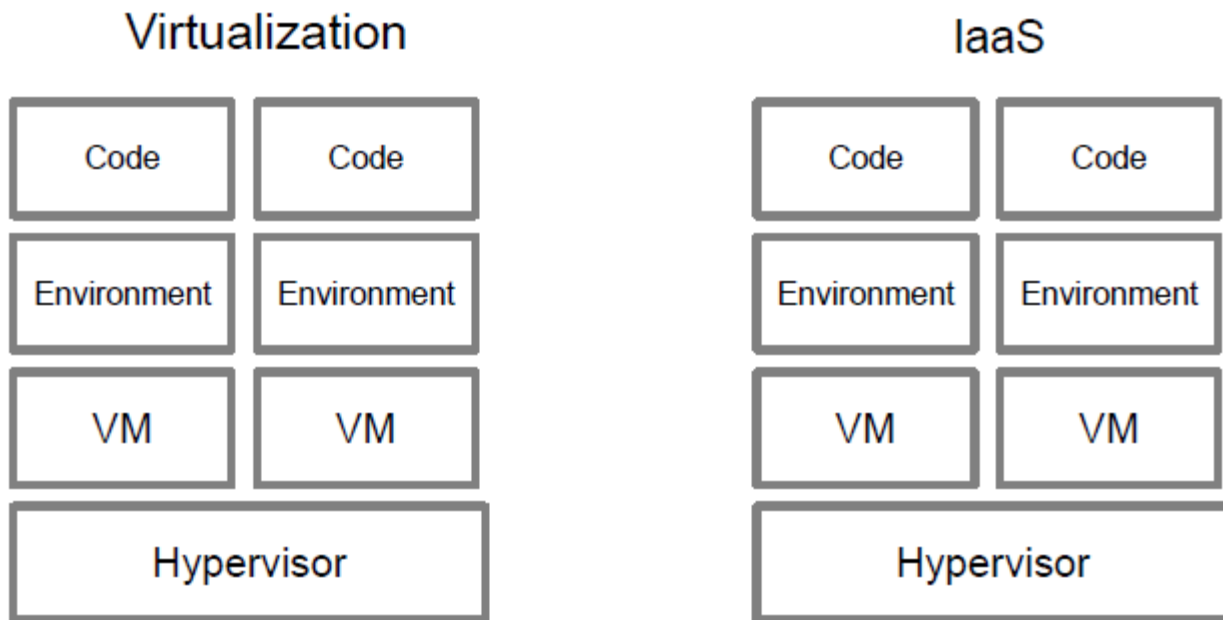 Virtualization
IaaS
Code Code Code Code
Environment Environment Environment Environment
VM VM VM VM
Hypervisor Hypervisor